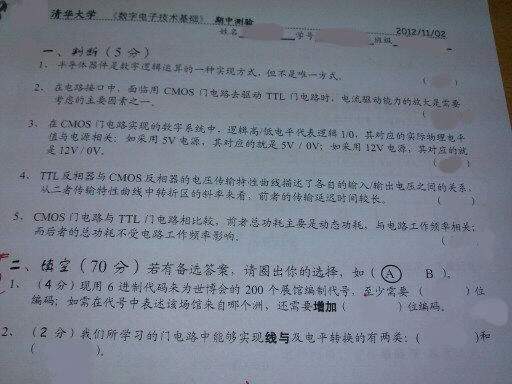 清华大学 《数字电子技术基础》 期中测验
姓名 学号 班级 2012/11/02
一、判断（5 分）
1、半导体器件是数字逻辑运算的一种实现方式，但不是唯一方式。 （ ）
2、在电路接口中，面临用 CMOS 门电路去驱动 TTL 门电路时，电流驱动能力的放大是需要
考虑的主要因素之一。 （
3、在 CMOS 门电路实现的数字系统中，逻辑高/低电平代表逻辑 1/0，其对应的实际物理电平
值与电源相关；如采用 5V 电源，其对应的就是 5V / 0V；如采用 12V 电源，其对应的就
是 12V / 0V. （ ）
4、TTL 反相器与 CMOS 反相器的电压传输特性曲线描述了各自的输入/输出电压之间的关系，
从二者传输特性曲线中转折区的斜率来看，前者的传输延迟时间较长。 （ ）
5、CMOS 门电路与 TTL 门电路相比较，前者总功耗主要是动态功耗，与电路工作频率相关；
而后者的总功耗不受电路工作频率影响。 （
二、填空（70 分）若有备选答案，请圈出你的选择，如（ A B ）。
1、（4 分）现用 6 进制代码来为世博会的 200 个展馆编制代号，至少需要（ ）位
编码；如需在代号中表述该场馆来自哪个洲，还需要增加（ ）位编码。
2、（2 分）我们所学习的门电路中能够实现线与及电平转换的有两类：（ ）和
（ ）。